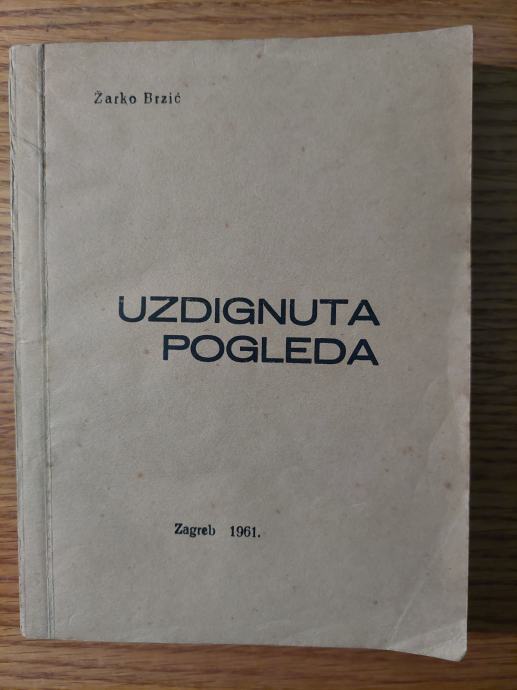 Žarko Brzić
UZDIGNUTA
POGLEDA
Zagreb 1961.